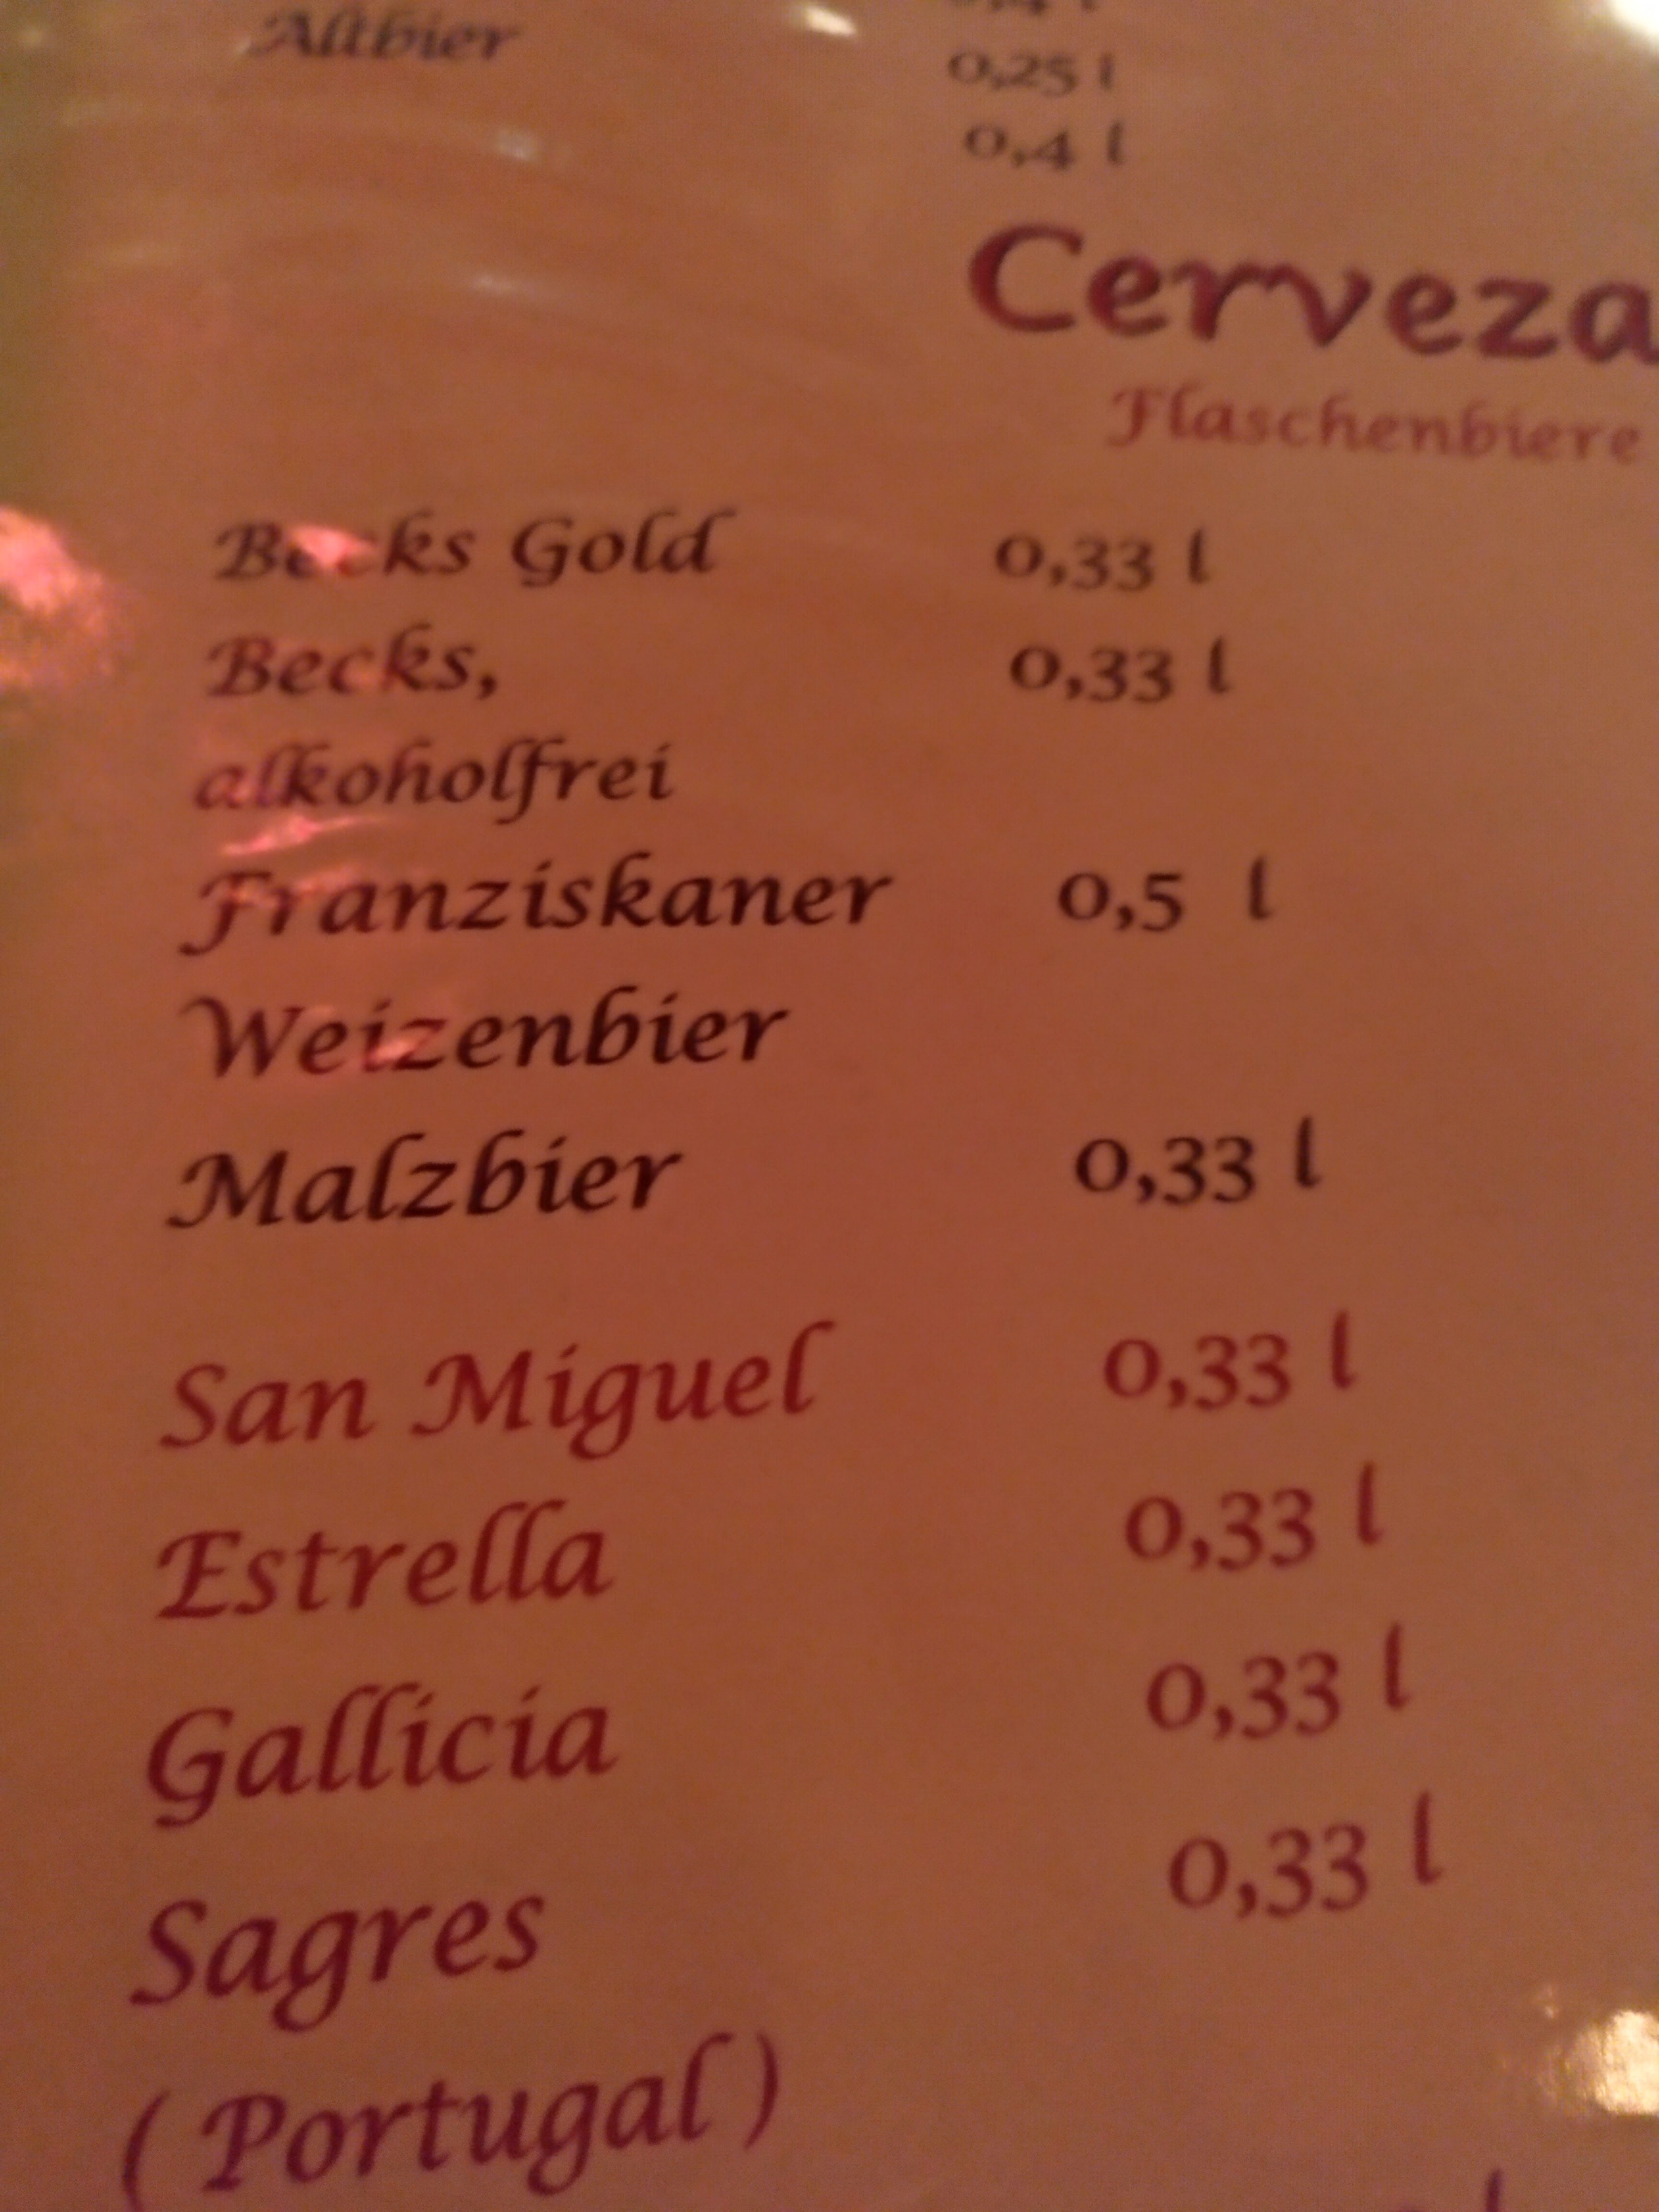 Altbier 0,25 l
0,4 l
Cerveza
Flaschenbiere
Becks Gold 0,33 l
Becks, 0,33 l
alkoholfrei
Franziskaner 0,5 l
Weizenbier
Malzbier 0,33 l
San Miguel 0,33 l
Estrella 0,33 l
Gallicia 0,33 l
Sagres 0,33 l
( Portugal )